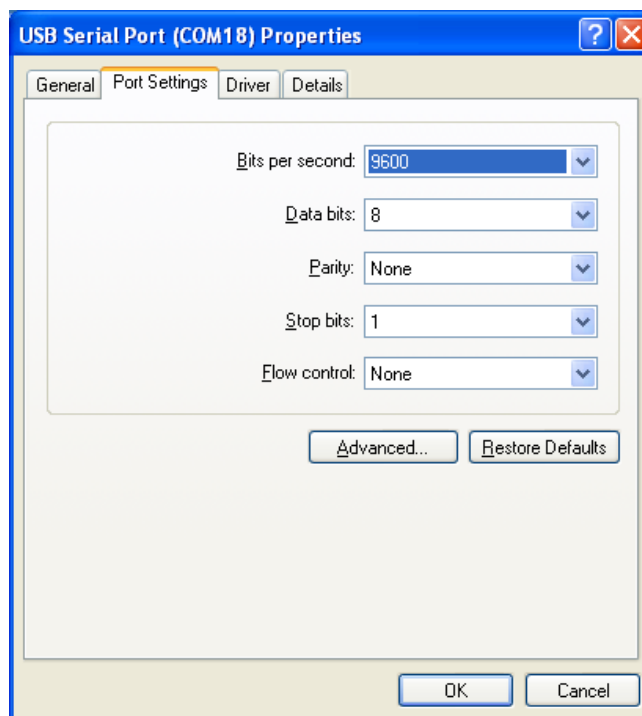 USB Serial Port (COM18) Properties
General Port Settings Driver Details
Bits per second: 9600
Data bits: 8
Parity: None
Stop bits: 1
Flow control: None
Advanced... Restore Defaults
OK Cancel